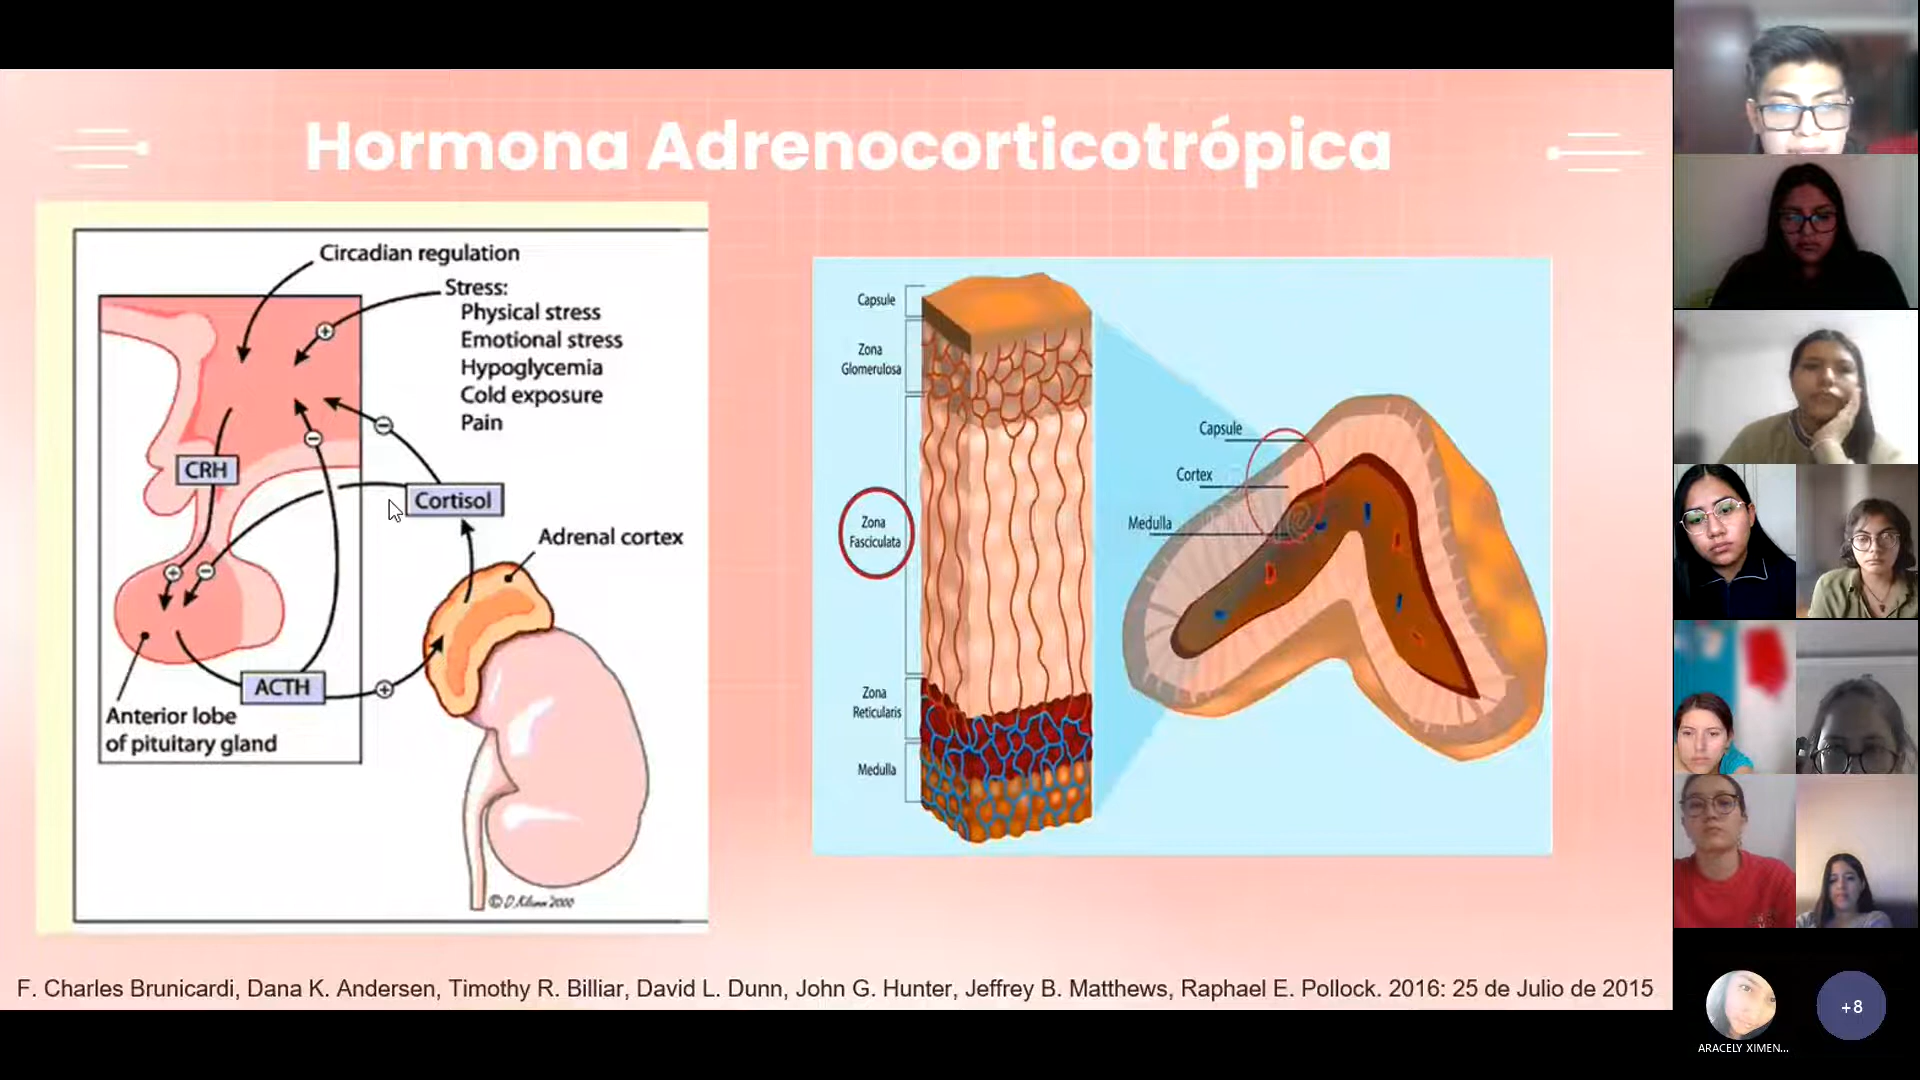 Hormona Adrenocorticotrópica
Circadian regulation
Stress:
Physical stress
Emotional stress
Hypoglycemia
Cold exposure
Pain
CRH
Cortisol
Adrenal cortex
ACTH
Anterior lobe
of pituitary gland
2000
Capsule
Zona
Glomerulosa
Zona
Fasciculata
Zona
Reticularis
Medulla
Capsule
Cortex
Medulla
F. Charles Brunicardi, Dana K. Andersen, Timothy R. Billiar, David L. Dunn, John G. Hunter, Jeffrey B. Matthews, Raphael E. Pollock. 2016: 25 de Julio de 2015
ARACELY XIMEN...
+8